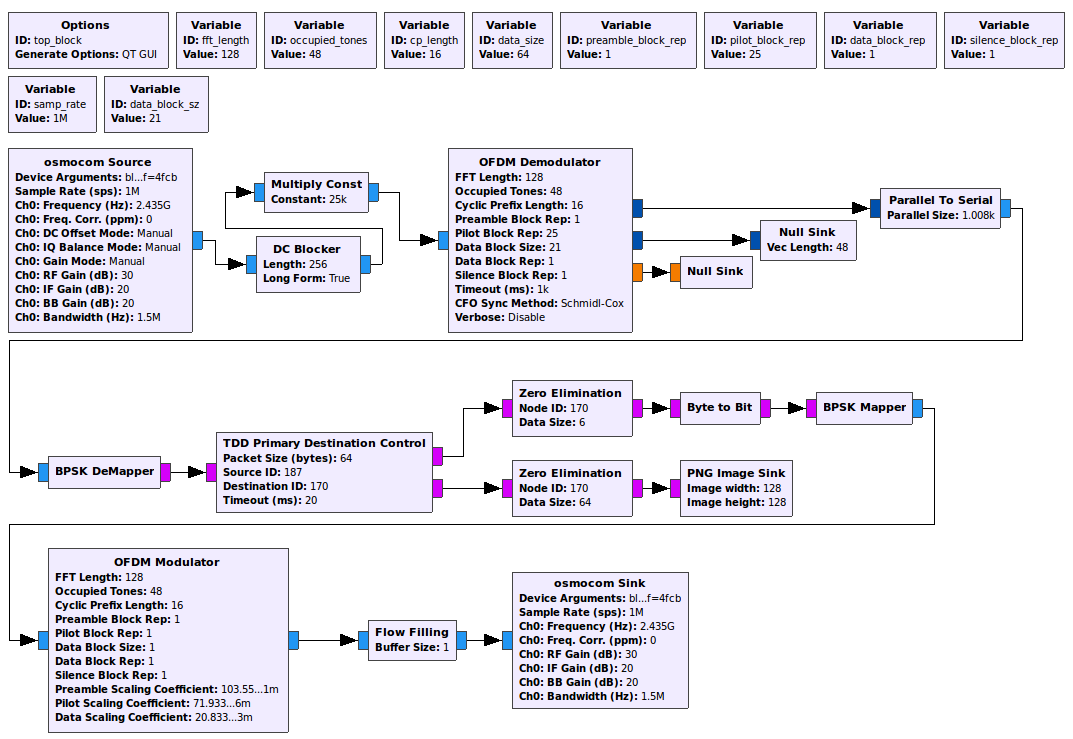 Options
ID: top_block
Generate Options: QT GUI
Variable
ID: fft_length
Value: 128
Variable
ID: occupied_tones
Value: 48
Variable
ID: cp_length
Value: 16
Variable
ID: data_size
Value: 64
Variable
ID: preamble_block_rep
Value: 1
Variable
ID: pilot_block_rep
Value: 25
Variable
ID: data_block_rep
Value: 1
Variable
ID: silence_block_rep
Value: 1
Variable
ID: samp_rate
Value: 1M
Variable
ID: data_block_sz
Value: 21
osmocom Source
Device Arguments: bl...f=4fcb
Sample Rate (sps): 1M
Ch0: Frequency (Hz): 2.435G
Ch0: Freq. Corr. (ppm): 0
Ch0: DC Offset Mode: Manual
Ch0: IQ Balance Mode: Manual
Ch0: Gain Mode: Manual
Ch0: RF Gain (dB): 30
Ch0: IF Gain (dB): 20
Ch0: BB Gain (dB): 20
Ch0: Bandwidth (Hz): 1.5M
Multiply Const
Constant: 25k
DC Blocker
Length: 256
Long Form: True
OFDM Demodulator
FFT Length: 128
Occupied Tones: 48
Cyclic Prefix Length: 16
Preamble Block Rep: 1
Pilot Block Rep: 25
Data Block Size: 21
Data Block Rep: 1
Silence Block Rep: 1
Timeout (ms): 1k
CFO Sync Method: Schmidl-Cox
Verbose: Disable
Parallel To Serial
Parallel Size: 1.008k
Null Sink
Vec Length: 48
Null Sink
BPSK DeMapper
TDD Primary Destination Control
Packet Size (bytes): 64
Source ID: 187
Destination ID: 170
Timeout (ms): 20
Zero Elimination
Node ID: 170
Data Size: 6
Byte to Bit
BPSK Mapper
Zero Elimination
Node ID: 170
Data Size: 64
PNG Image Sink
Image width: 128
Image height: 128
OFDM Modulator
FFT Length: 128
Occupied Tones: 48
Cyclic Prefix Length: 16
Preamble Block Rep: 1
Pilot Block Rep: 1
Data Block Size: 1
Data Block Rep: 1
Silence Block Rep: 1
Preamble Scaling Coefficient: 103.55...1m
Pilot Scaling Coefficient: 71.933...6m
Data Scaling Coefficient: 20.833...3m
Flow Filling
Buffer Size: 1
osmocom Sink
Device Arguments: bl...f=4fcb
Sample Rate (sps): 1M
Ch0: Frequency (Hz): 2.435G
Ch0: Freq. Corr. (ppm): 0
Ch0: RF Gain (dB): 30
Ch0: IF Gain (dB): 20
Ch0: BB Gain (dB): 20
Ch0: Bandwidth (Hz): 1.5M